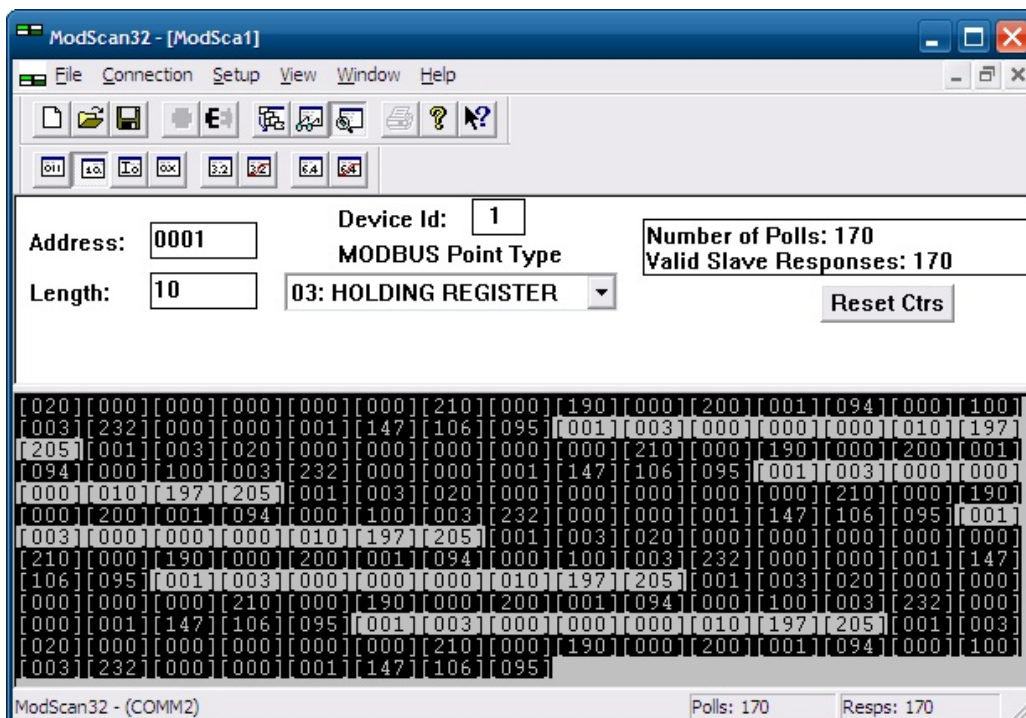 ModScan32 - [ModSca1]
File Connection Setup View Window Help
Device Id: 1
Address: 0001
MODBUS Point Type
Length: 10
03: HOLDING REGISTER
Number of Polls: 170
Valid Slave Responses: 170
Reset Ctrs
[020][000][000][000][000][000][210][000][190][000][200][001][094][000][100]
[003][232][000][000][001][147][106][095][001][003][000][000][000][010][197]
[205][001][003][020][000][000][000][000][000][210][000][190][000][200][001]
[094][000][100][003][232][000][000][001][147][106][095][001][003][000][000]
[000][010][197][205][001][003][020][000][000][000][000][000][210][000][190]
[000][200][001][094][000][100][003][232][000][000][001][147][106][095][001]
[003][000][000][000][010][197][205][001][003][020][000][000][000][000][000]
[210][000][190][000][200][001][094][000][100][003][232][000][000][001][147]
[106][095][001][003][000][000][000][010][197][205][001][003][020][000][000]
[000][000][000][210][000][190][000][200][001][094][000][100][003][232][000]
[000][001][147][106][095][001][003][000][000][000][010][197][205][001][003]
[020][000][000][000][000][000][210][000][190][000][200][001][094][000][100]
[003][232][000][000][001][147][106][095]
ModScan32 - (COMM2)
Polls: 170
Resps: 170